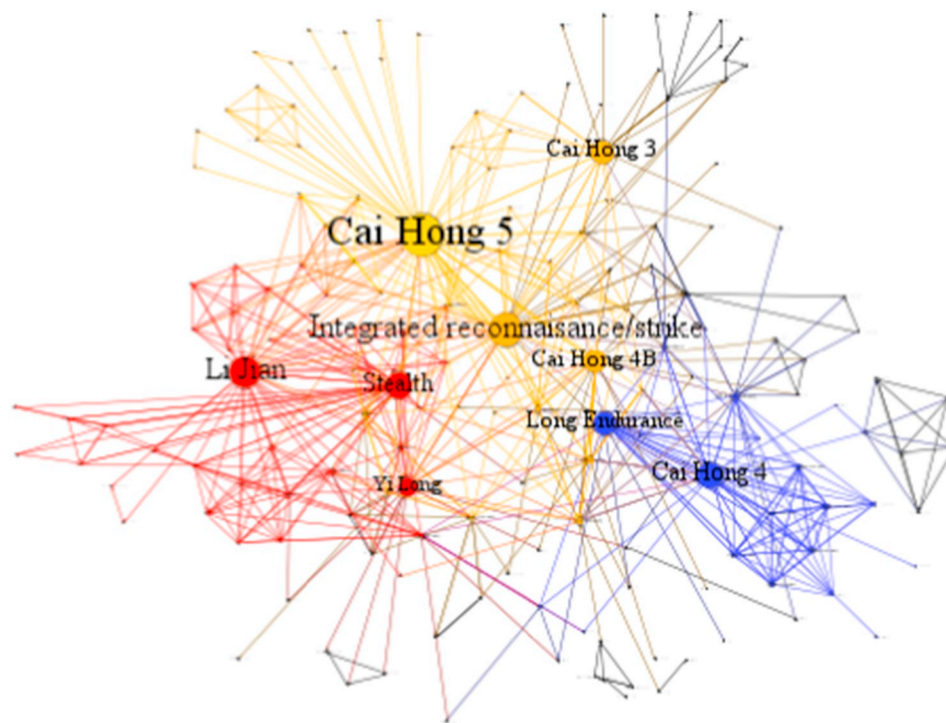 Cai Hong 3
Cai Hong 5
Integrated reconnaisance/strike
Cai Hong 4B
Li Jian
Stealth
Long Endurance
Cai Hong 4
Yi Long